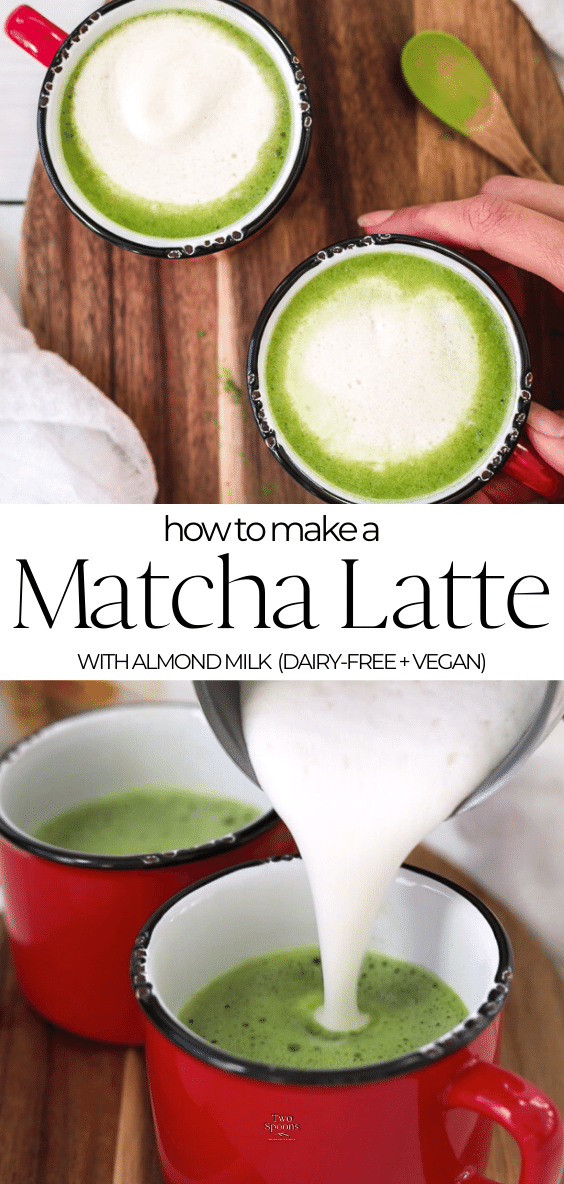 how to make a
Matcha Latte
WITH ALMOND MILK (DAIRY-FREE + VEGAN)
Two
Spoons